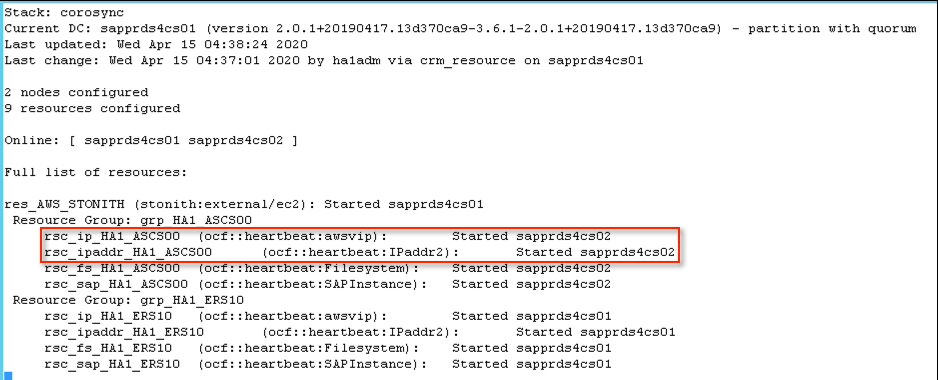 Stack: corosync
Current DC: sapprds4cs01 (version 2.0.1+20190417.13d370ca9-3.6.1-2.0.1+20190417.13d370ca9) - partition with quorum
Last updated: Wed Apr 15 04:38:24 2020
Last change: Wed Apr 15 04:37:01 2020 by ha1adm via crm_resource on sapprds4cs01
2 nodes configured
9 resources configured
Online: [ sapprds4cs01 sapprds4cs02 ]
Full list of resources:
res_AWS_STONITH (stonith:external/ec2): Started sapprds4cs01
Resource Group: grp_HA1_ASCS00
rsc_ip_HA1_ASCS00 (ocf::heartbeat:awsvip): Started sapprds4cs02
rsc_ipaddr_HA1_ASCS00 (ocf::heartbeat:IPaddr2): Started sapprds4cs02
rsc_fs_HA1_ASCS00 (ocf::heartbeat:Filesystem): Started sapprds4cs02
rsc_sap_HA1_ASCS00 (ocf::heartbeat:SAPInstance): Started sapprds4cs02
Resource Group: grp_HA1_ERS10
rsc_ip_HA1_ERS10 (ocf::heartbeat:awsvip): Started sapprds4cs01
rsc_ipaddr_HA1_ERS10 (ocf::heartbeat:IPaddr2): Started sapprds4cs01
rsc_fs_HA1_ERS10 (ocf::heartbeat:Filesystem): Started sapprds4cs01
rsc_sap_HA1_ERS10 (ocf::heartbeat:SAPInstance): Started sapprds4cs01